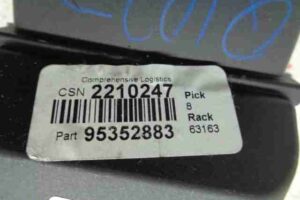 Comprehensive Logistics
CSN 2210247 Pick
8
Rack
Part 95352883 63163